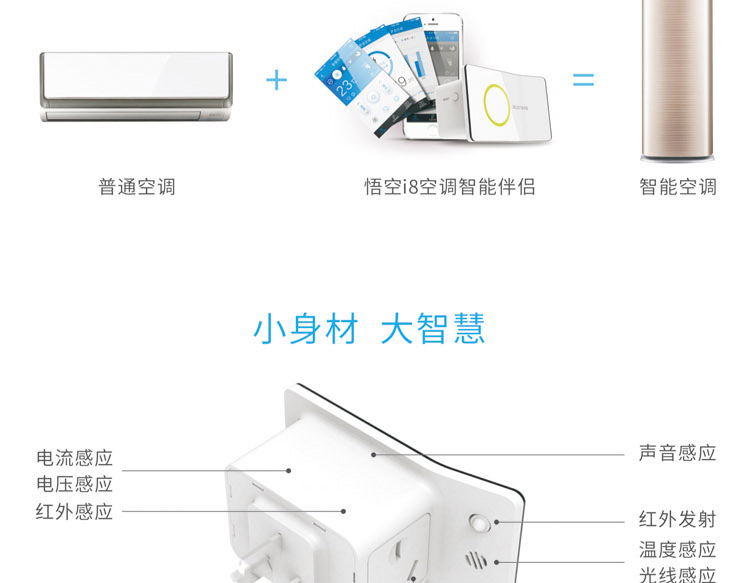 普通空调
悟空i8空调智能伴侣
智能空调
小身材 大智慧
电流感应
电压感应
红外感应
声音感应
红外发射
温度感应
光线感应